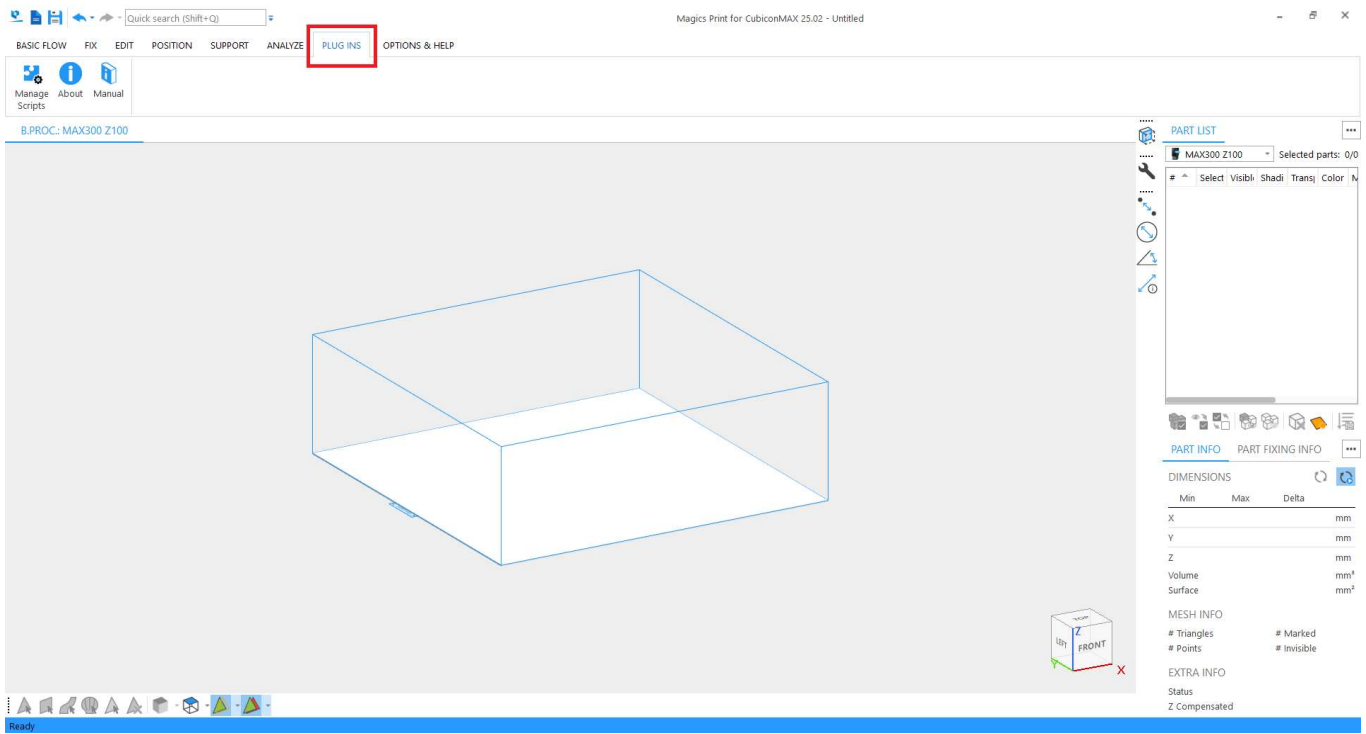 Quick search (Shift+Q)
Magics Print for CubiconMAX 25.02 - Untitled
BASIC FLOW FIX EDIT POSITION SUPPORT ANALYZE PLUG INS OPTIONS & HELP
Manage Scripts About Manual
B.PROC.: MAX300 Z100
PART LIST
MAX300 Z100 Selected parts: 0/0
# Select Visibl Shadi Trans Color
PART INFO PART FIXING INFO
DIMENSIONS
Min Max Delta
X mm
Y mm
Z mm
Volume mm³
Surface mm²
MESH INFO
# Triangles # Marked
# Points # Invisible
EXTRA INFO
Status
Z Compensated
TOP
LEFT FRONT
Z
Y
X
Ready